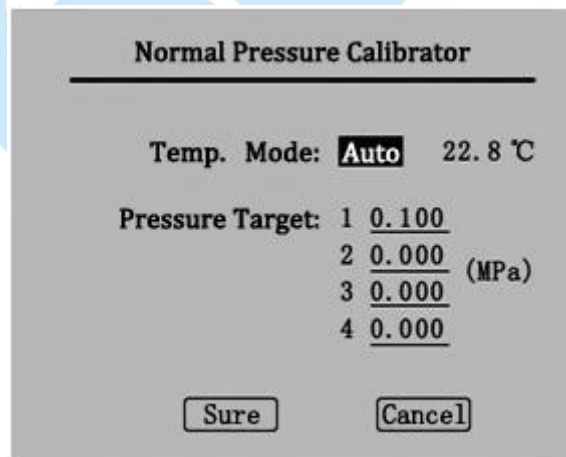 Normal Pressure Calibrator
Temp. Mode: Auto 22.8 ℃
Pressure Target: 1 0.100
2 0.000
(MPa)
3 0.000
4 0.000
Sure Cancel